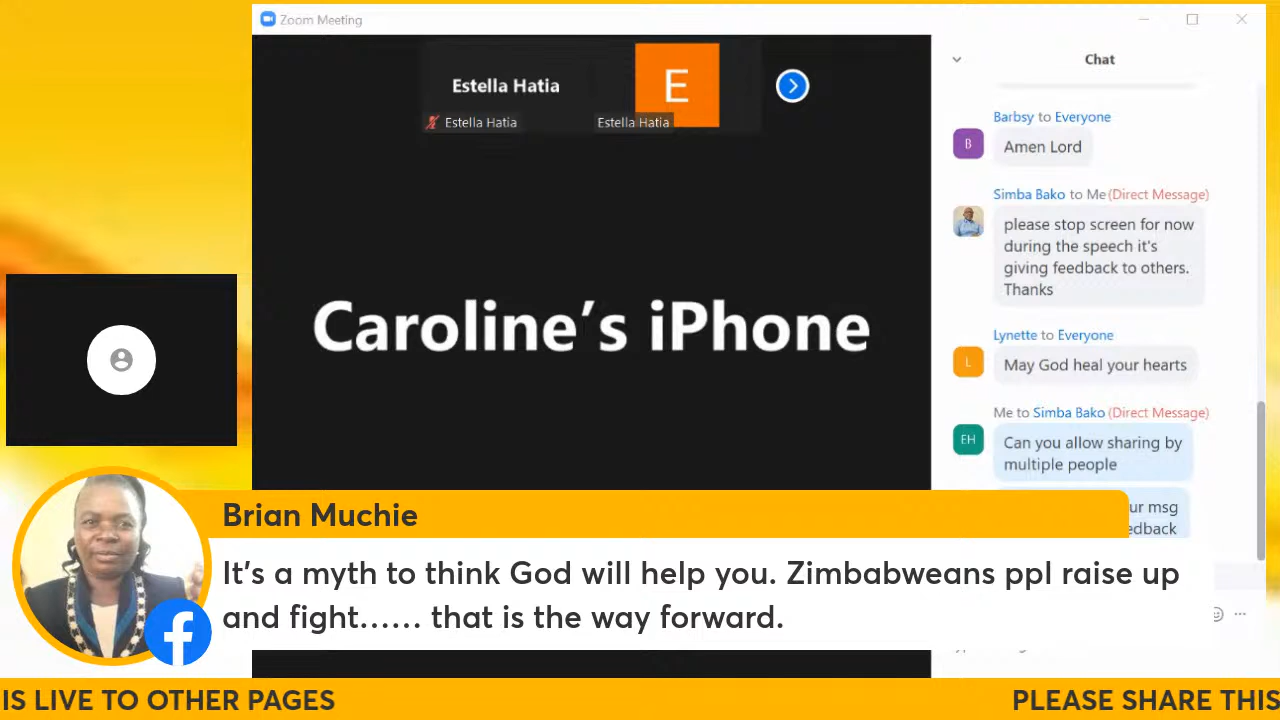 Zoom Meeting
Estella Hatia
E
Estella Hatia
Estella Hatia
Caroline's iPhone
Chat
Barbsy to Everyone
B
Amen Lord
Simba Bako to Me(Direct Message)
please stop screen for now
during the speech it's
giving feedback to others.
Thanks
Lynette to Everyone
L
May God heal your hearts
Me to Simba Bako (Direct Message)
EH
Can you allow sharing by
multiple people
ur msg
edback
Brian Muchie
It's a myth to think God will help you. Zimbabweans ppl raise up
and fight...... that is the way forward.
IS LIVE TO OTHER PAGES
PLEASE SHARE THIS